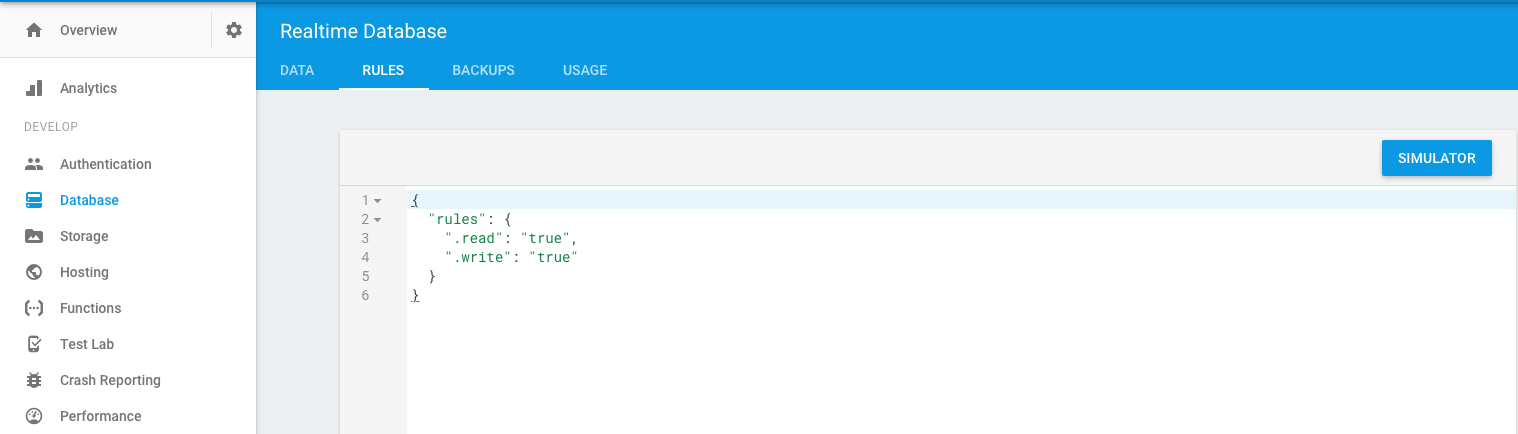 Overview
Analytics
DEVELOP
Authentication
Database
Storage
Hosting
Functions
Test Lab
Crash Reporting
Performance
Realtime Database
DATA RULES BACKUPS USAGE
SIMULATOR
1 {
2 "rules": {
3 ".read": "true",
4 ".write": "true"
5 }
6 }